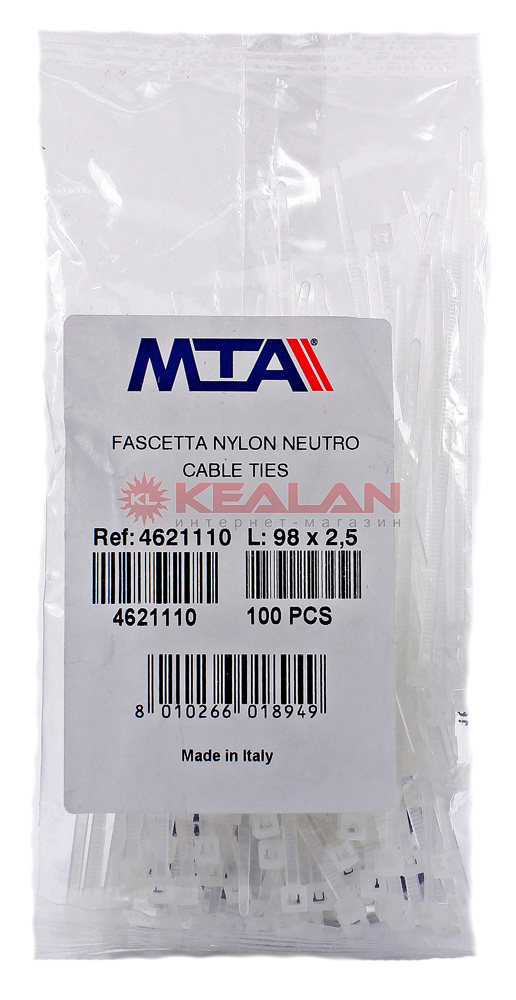 MTA®
FASCETTA NYLON NEUTRO
CABLE TIES
KL KEALAN
интернет-магазин
Ref: 4621110 L: 98 x 2,5
4621110 100 PCS
8 010266 018949
Made in Italy